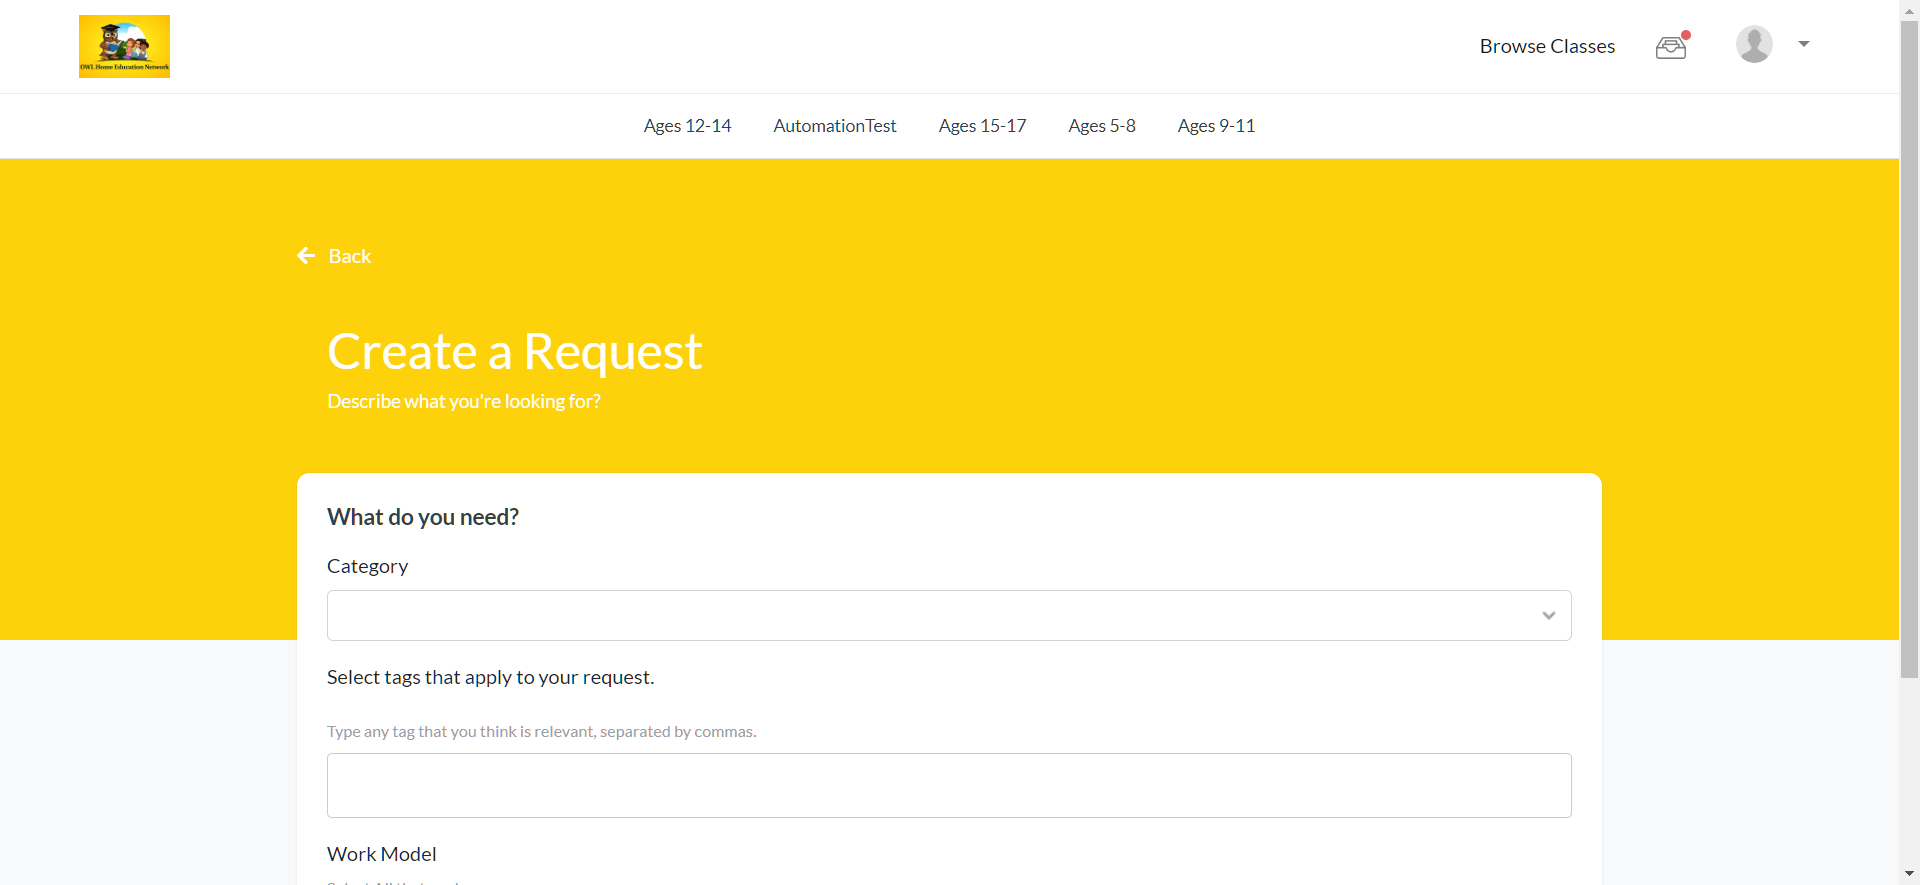 OWL Home Education Network
Browse Classes
Ages 12-14
AutomationTest
Ages 15-17
Ages 5-8
Ages 9-11
Back
Create a Request
Describe what you're looking for?
What do you need?
Category
Select tags that apply to your request.
Type any tag that you think is relevant, separated by commas.
Work Model